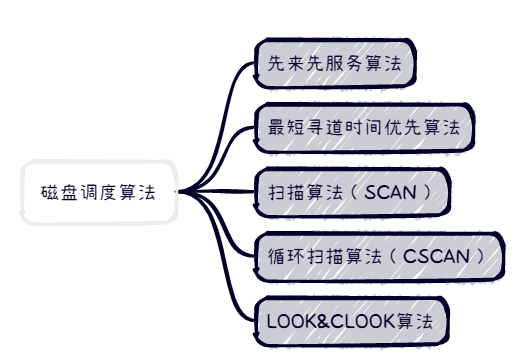 先来先服务算法
最短寻道时间优先算法
磁盘调度算法
扫描算法（SCAN）
循环扫描算法（CSCAN）
LOOK&CLOOK算法